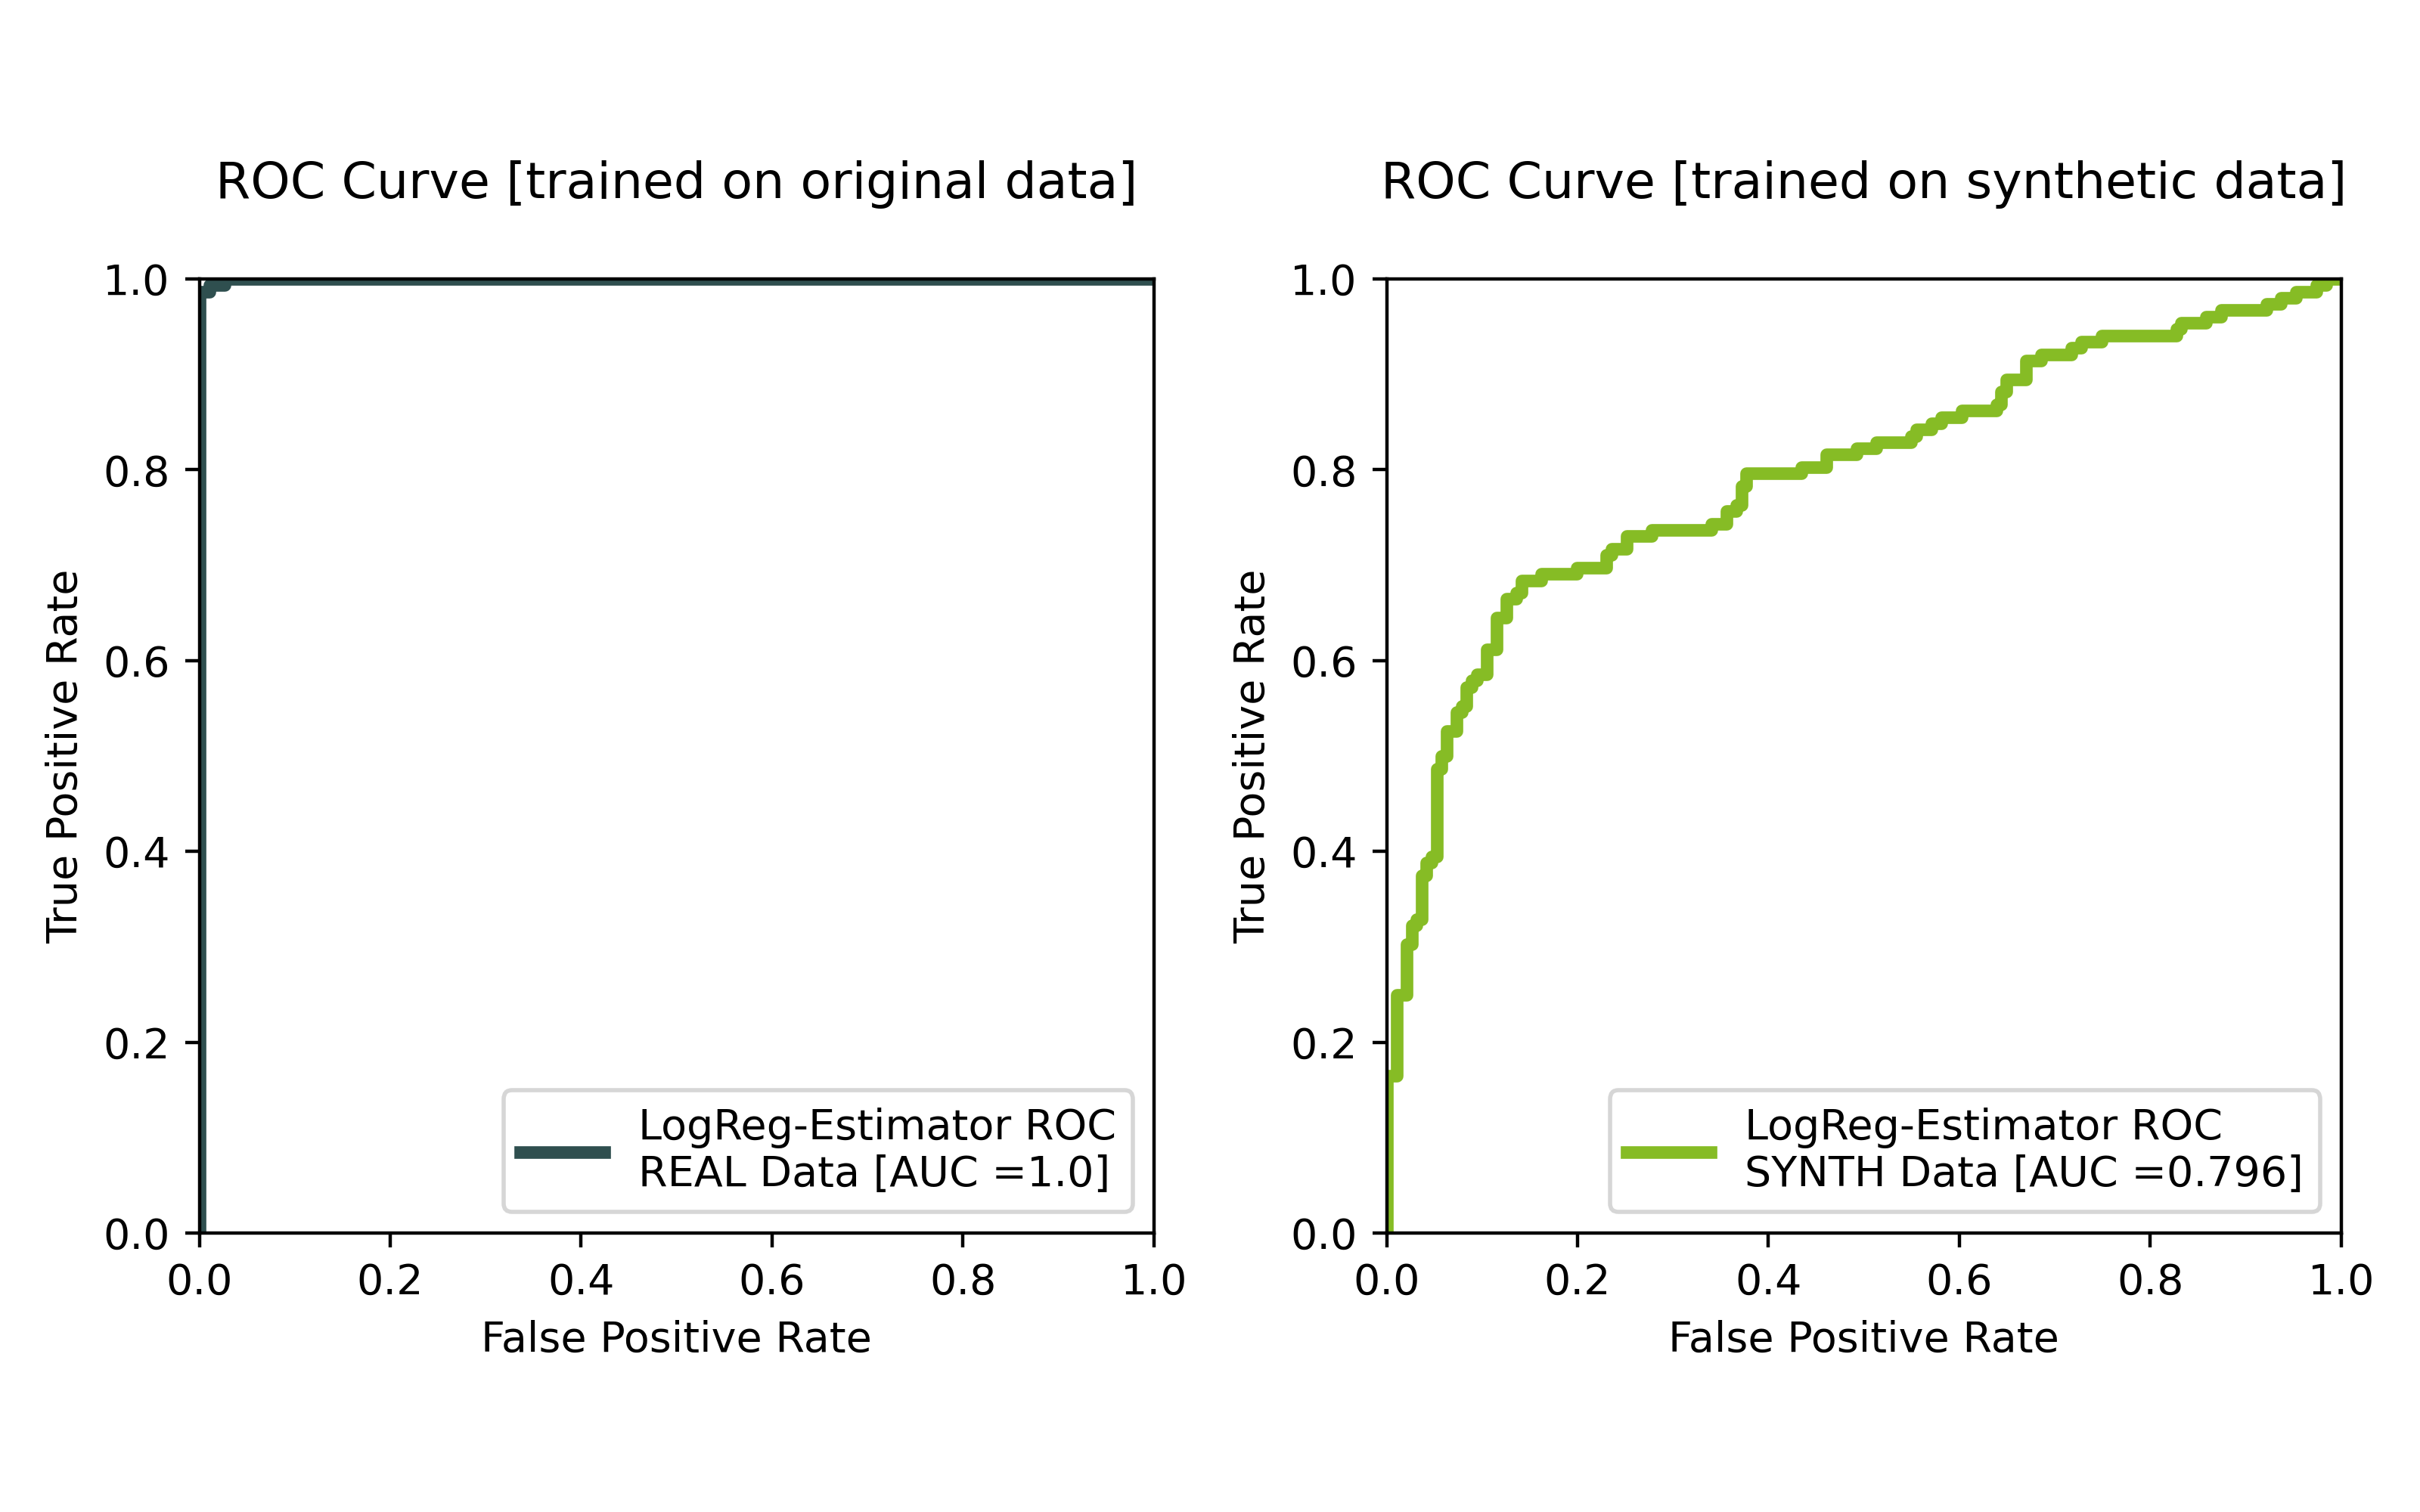 ROC Curve [trained on original data]
1.0
0.8
0.6
0.4
0.2
0.0
True Positive Rate
LogReg-Estimator ROC
REAL Data [AUC =1.0]
0.0 0.2 0.4 0.6 0.8 1.0
False Positive Rate
ROC Curve [trained on synthetic data]
1.0
0.8
0.6
0.4
0.2
0.0
True Positive Rate
LogReg-Estimator ROC
SYNTH Data [AUC =0.796]
0.0 0.2 0.4 0.6 0.8 1.0
False Positive Rate